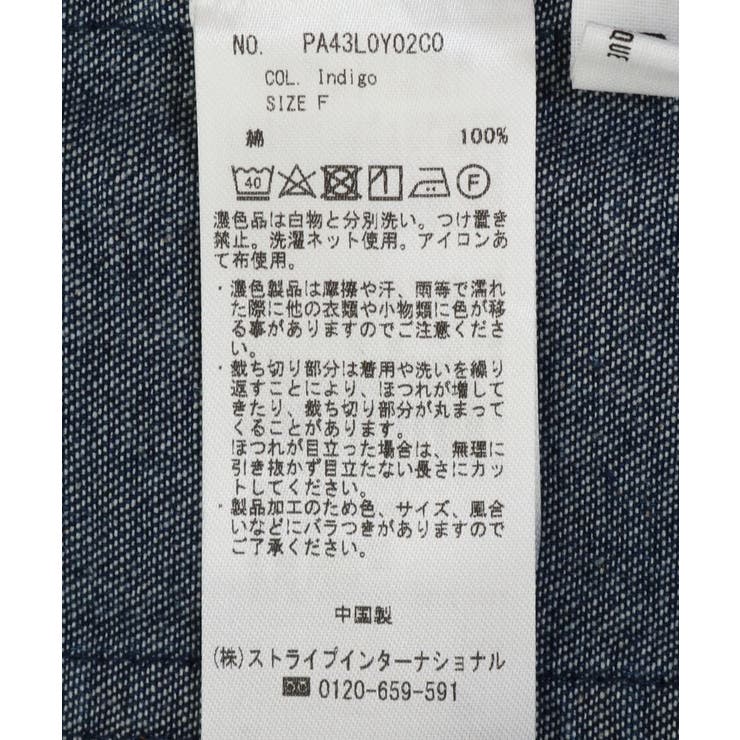 NO. PA43L0Y02C0
COL. Indigo
SIZE F
綿 100%
40 F
濃色品は白物と分別洗い。つけ置き
禁止。洗濯ネット使用。アイロンあ
て布使用。
・濃色製品は摩擦や汗、雨等で濡れ
た際に他の衣類や小物類に色が移
る事がありますのでご注意くださ
い。
・裁ち切り部分は着用や洗いを繰り
返すことにより、ほつれが増して
きたり、裁ち切り部分が丸まって
くることがあります。
ほつれが目立った場合は、無理に
引き抜かず目立たない長さにカッ
トしてください。
・製品加工のため色、サイズ、風合
いなどにバラつきがありますので
ご了承ください。
中国製
(株)ストライプインターナショナル
0120-659-591
QUE